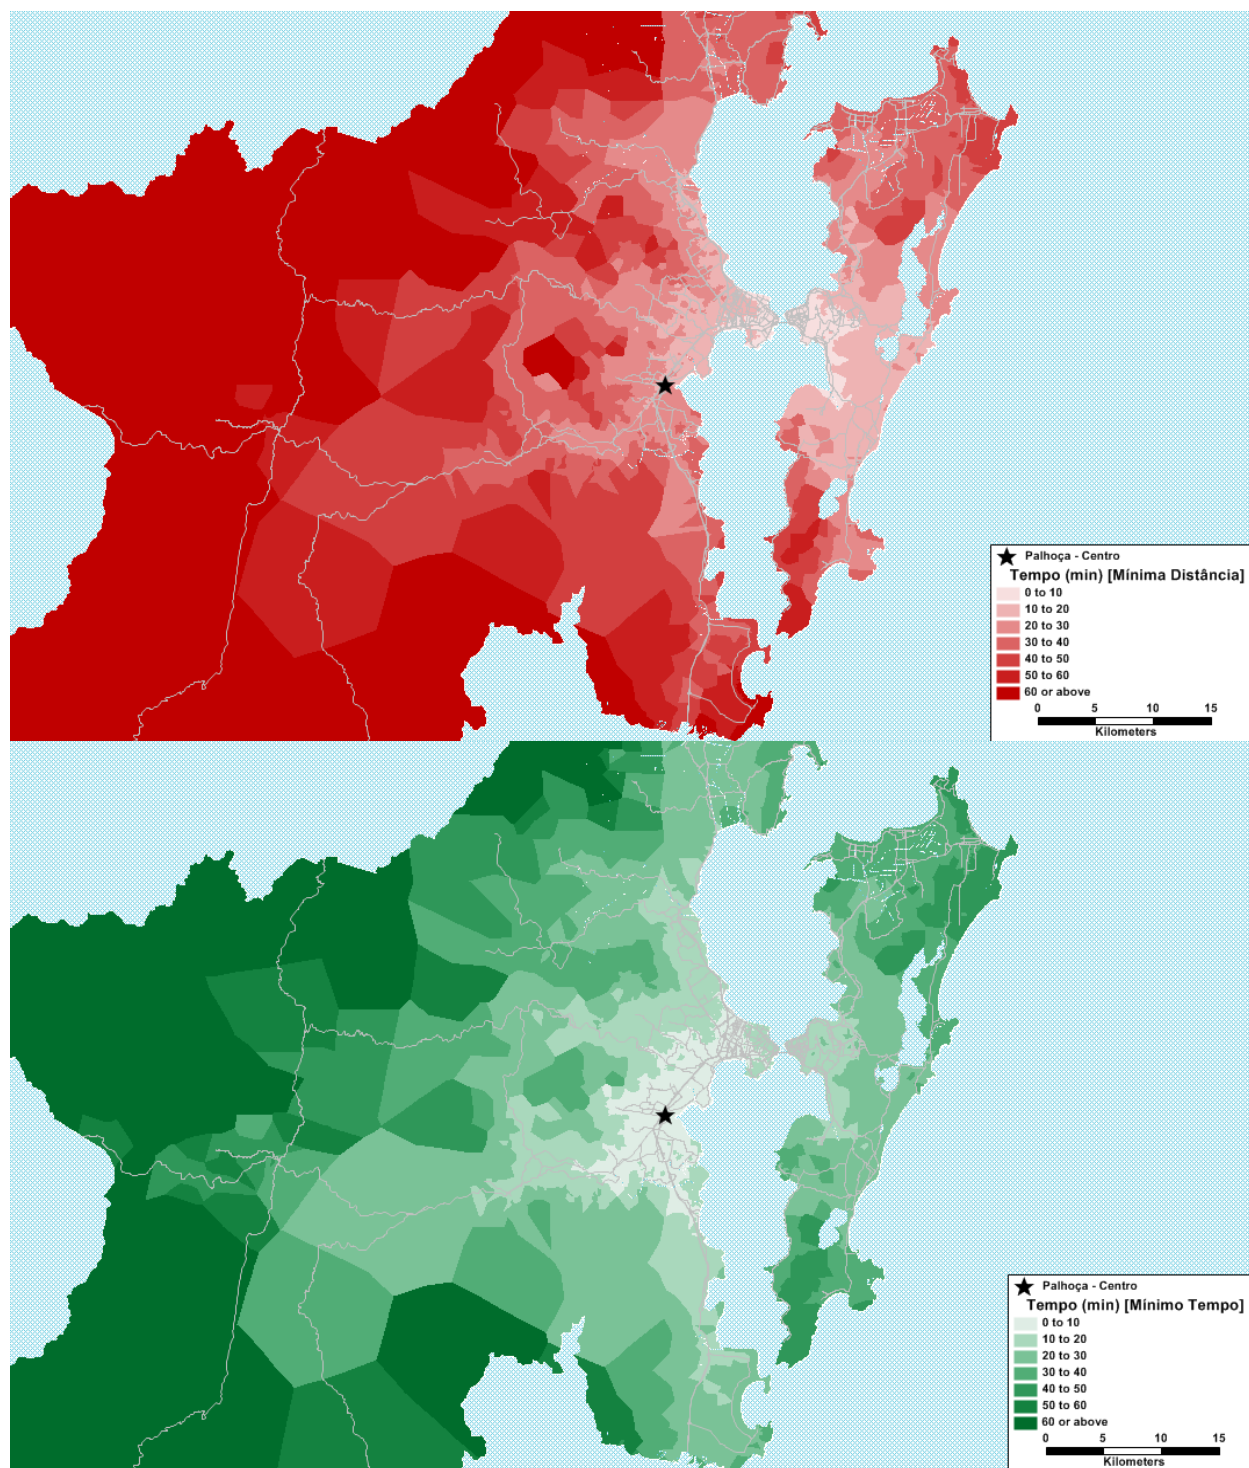 Palhoça - Centro
Tempo (min) [Mínima Distância]
0 to 10
10 to 20
20 to 30
30 to 40
40 to 50
50 to 60
60 or above
0 5 10 15
Kilometers
Palhoça - Centro
Tempo (min) [Mínimo Tempo]
0 to 10
10 to 20
20 to 30
30 to 40
40 to 50
50 to 60
60 or above
0 5 10 15
Kilometers